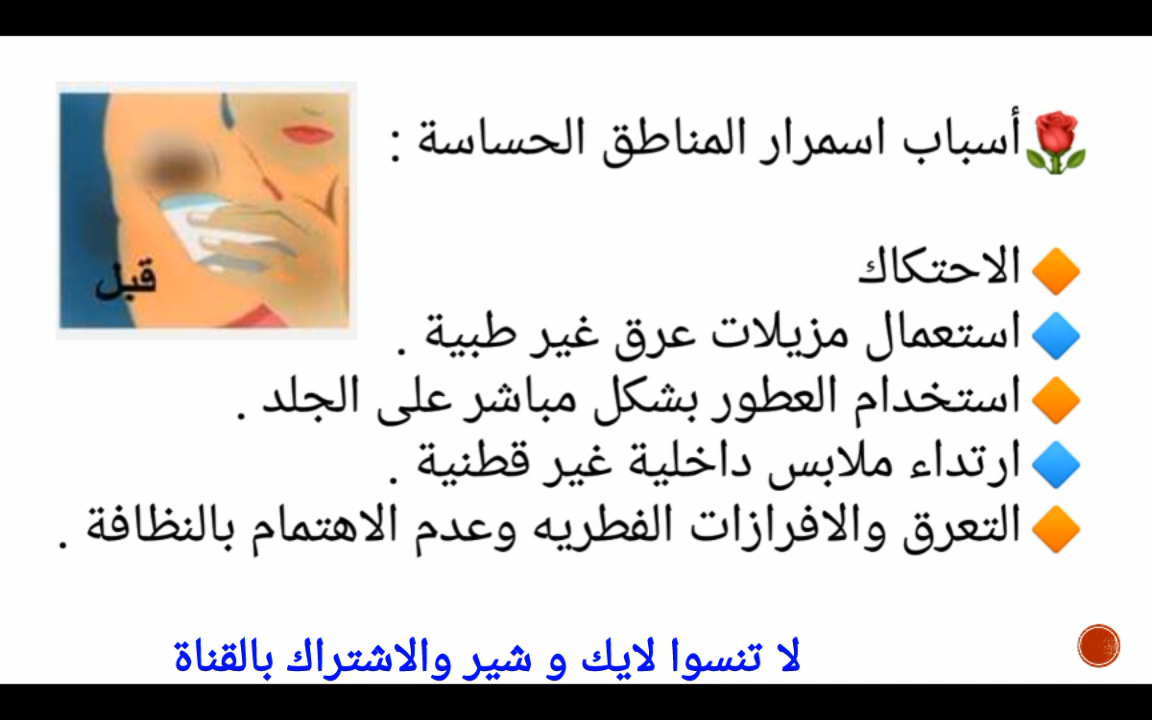 🌹أسباب اسمرار المناطق الحساسة :
قبل
🔶 الاحتكاك
🔷 استعمال مزيلات عرق غير طبية .
🔶 استخدام العطور بشكل مباشر على الجلد .
🔷 ارتداء ملابس داخلية غير قطنية .
🔶 التعرق والافرازات الفطريه وعدم الاهتمام بالنظافة .
لا تنسوا لايك و شير والاشتراك بالقناة